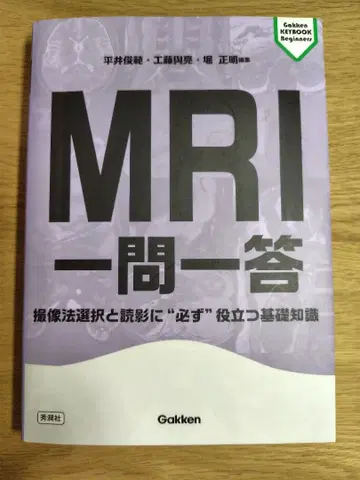 Gakken
KEYBOOK
Beginners
平井俊範・工藤與亮・堀 正明編集
MRI
一問一答
撮像法選択と読影に“必ず”役立つ基礎知識
秀潤社
Gakken